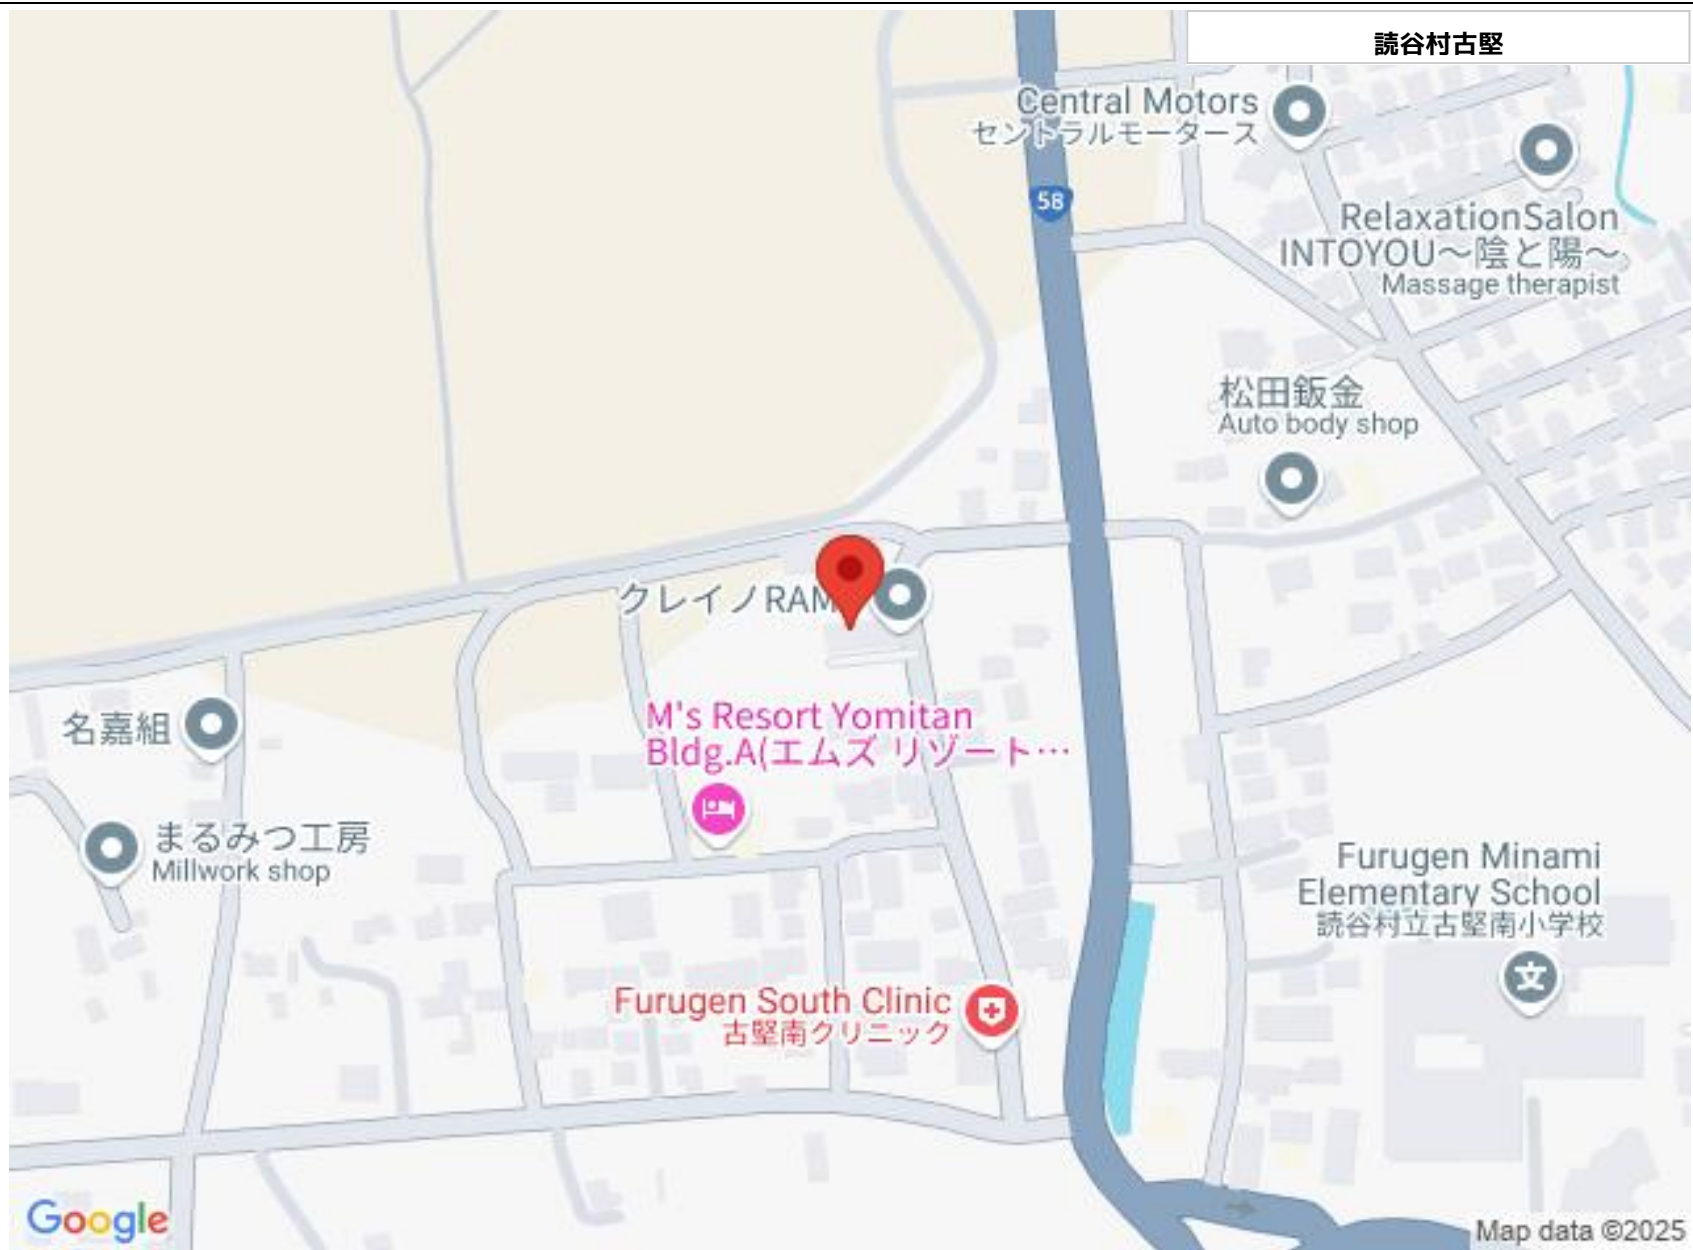 読谷村古堅
Central Motors
セントラルモータース
58
RelaxationSalon
INTOYOU～陰と陽～
Massage therapist
松田鈑金
Auto body shop
クレイノRAM
M's Resort Yomitan
Bldg.A(エムズ リゾート…
名嘉組
まるみつ工房
Millwork shop
Furugen Minami
Elementary School
読谷村立古堅南小学校
文
Furugen South Clinic
古堅南クリニック
Google
Map data ©2025